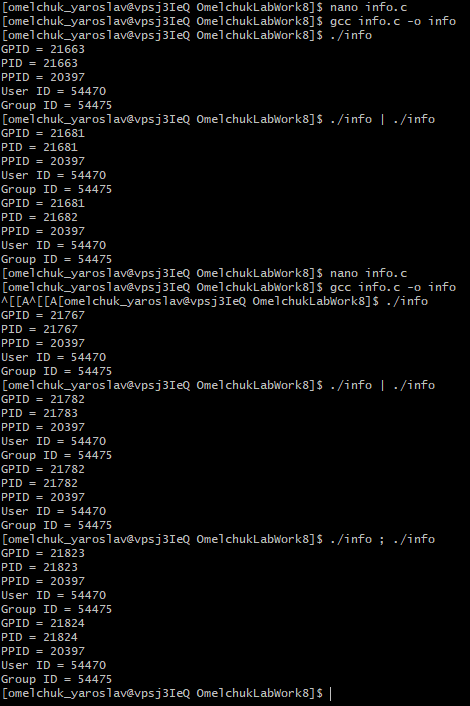 [omelchuk_yaroslav@vpsj3IeQ OmelchukLabWork8]$ nano info.c
[omelchuk_yaroslav@vpsj3IeQ OmelchukLabWork8]$ gcc info.c -o info
[omelchuk_yaroslav@vpsj3IeQ OmelchukLabWork8]$ ./info
GPID = 21663
PID = 21663
PPID = 20397
User ID = 54470
Group ID = 54475
[omelchuk_yaroslav@vpsj3IeQ OmelchukLabWork8]$ ./info | ./info
GPID = 21681
PID = 21681
PPID = 20397
User ID = 54470
Group ID = 54475
GPID = 21681
PID = 21682
PPID = 20397
User ID = 54470
Group ID = 54475
[omelchuk_yaroslav@vpsj3IeQ OmelchukLabWork8]$ nano info.c
[omelchuk_yaroslav@vpsj3IeQ OmelchukLabWork8]$ gcc info.c -o info
^[[A^[[A[omelchuk_yaroslav@vpsj3IeQ OmelchukLabWork8]$ ./info
GPID = 21767
PID = 21767
PPID = 20397
User ID = 54470
Group ID = 54475
[omelchuk_yaroslav@vpsj3IeQ OmelchukLabWork8]$ ./info | ./info
GPID = 21782
PID = 21783
PPID = 20397
User ID = 54470
Group ID = 54475
GPID = 21782
PID = 21782
PPID = 20397
User ID = 54470
Group ID = 54475
[omelchuk_yaroslav@vpsj3IeQ OmelchukLabWork8]$ ./info ; ./info
GPID = 21823
PID = 21823
PPID = 20397
User ID = 54470
Group ID = 54475
GPID = 21824
PID = 21824
PPID = 20397
User ID = 54470
Group ID = 54475
[omelchuk_yaroslav@vpsj3IeQ OmelchukLabWork8]$